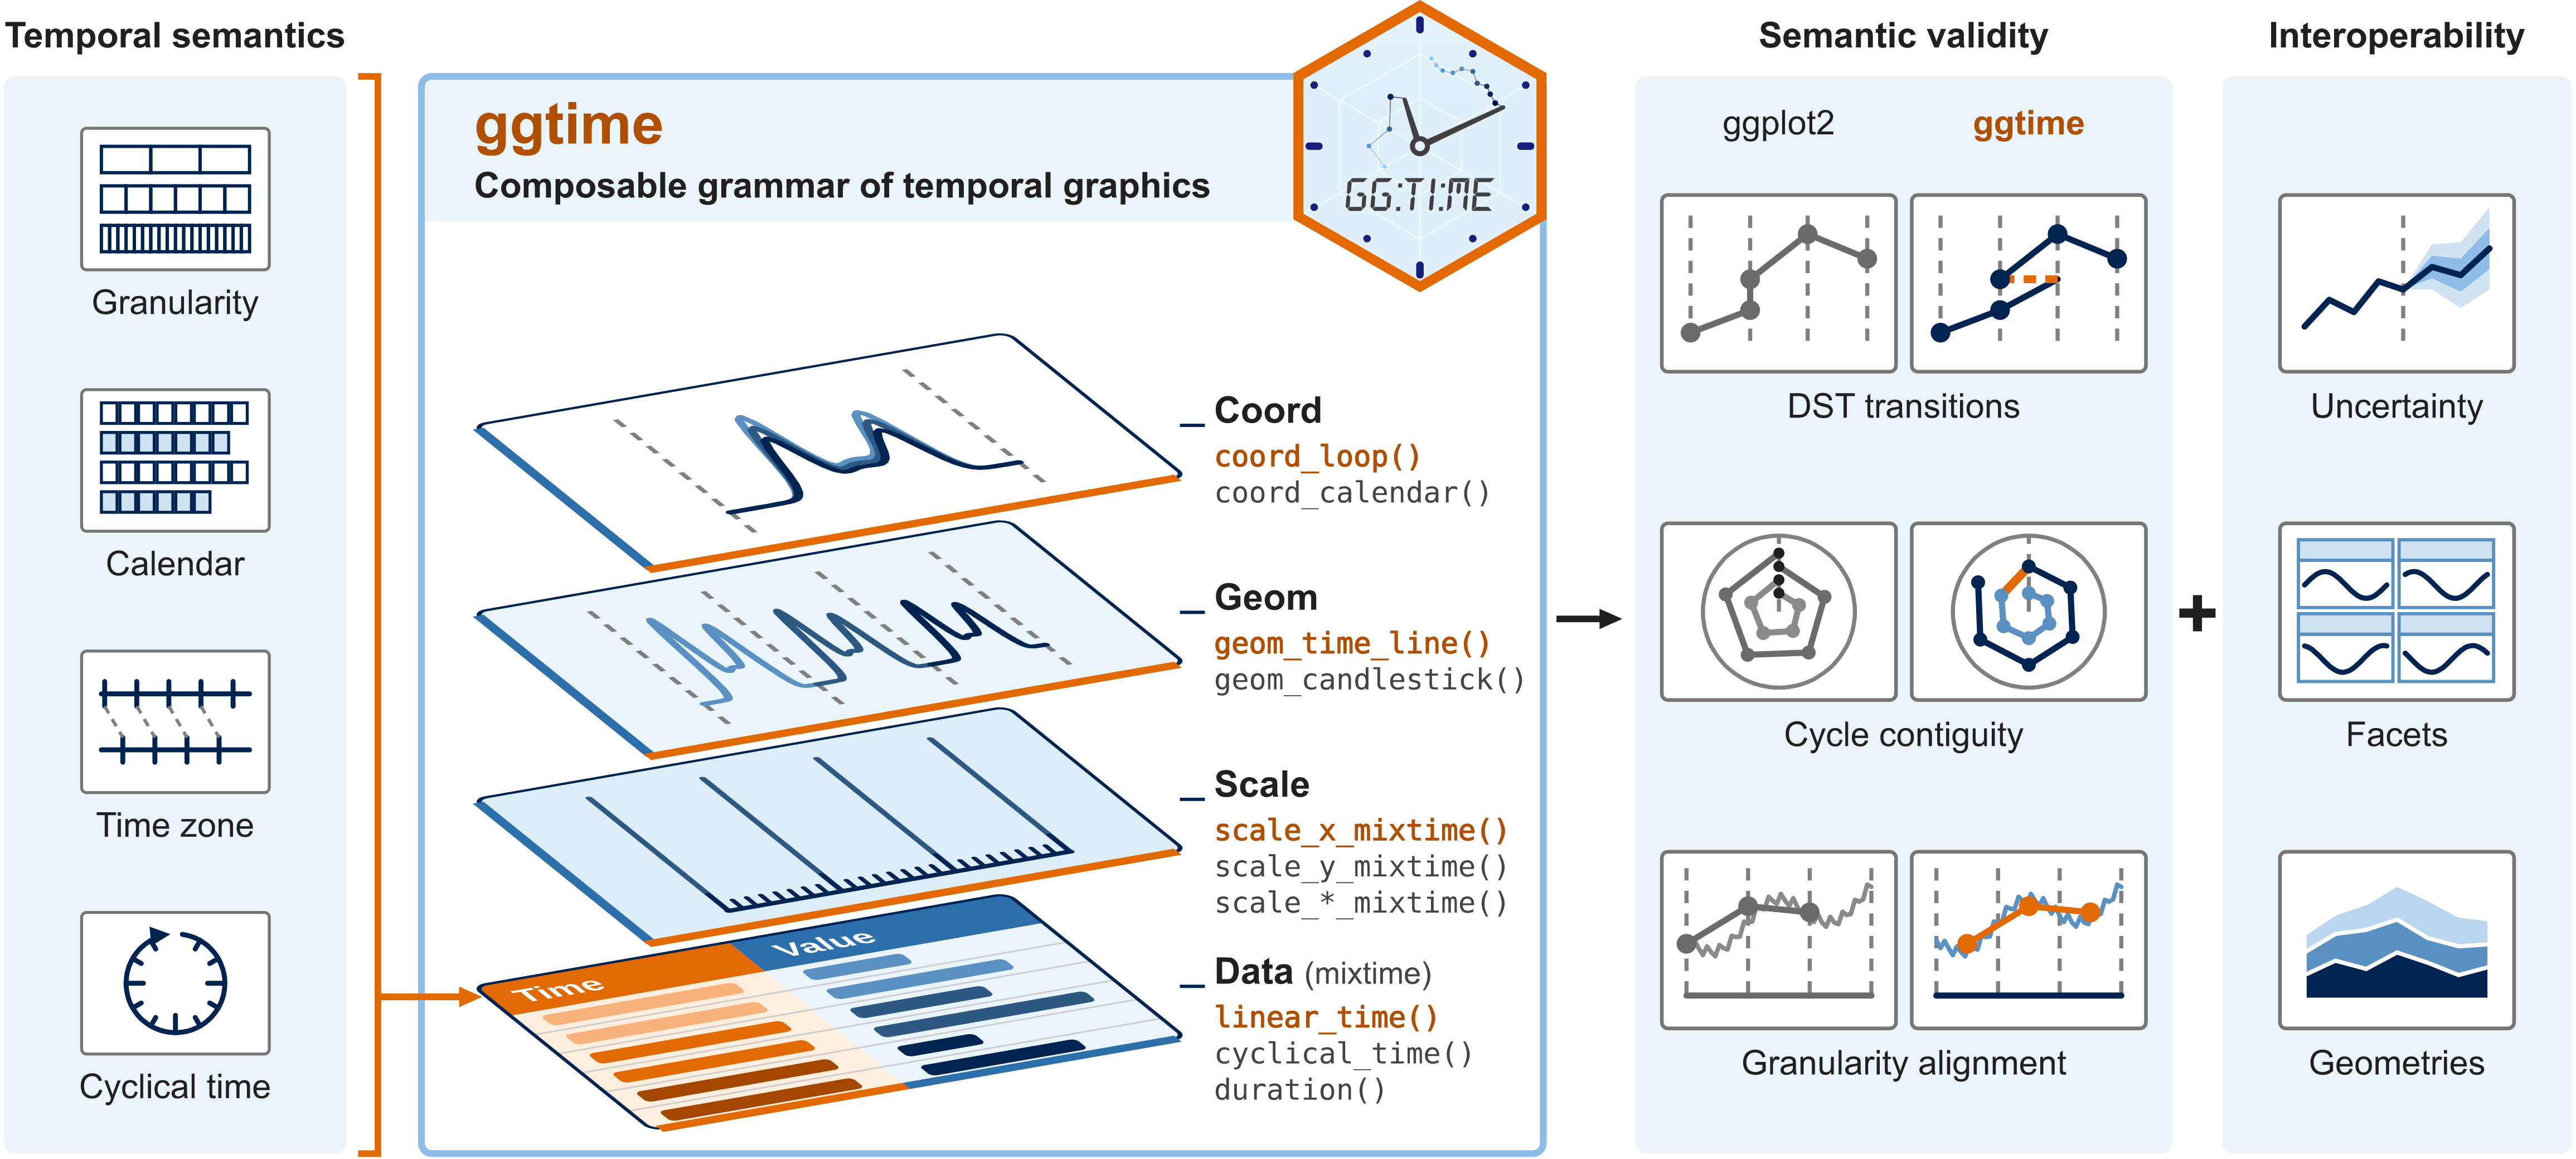 Temporal semantics
Granularity
Calendar
Time zone
Cyclical time
ggtime
Composable grammar of temporal graphics
GG:TI:ME
Coord
coord_loop()
coord_calendar()
Geom
geom_time_line()
geom_candlestick()
Scale
scale_x_mixtime()
scale_y_mixtime()
scale_*_mixtime()
Time Value
Data (mixtime)
linear_time()
cyclical_time()
duration()
Semantic validity
ggplot2 ggtime
DST transitions
Cycle contiguity
Granularity alignment
Interoperability
Uncertainty
Facets
Geometries